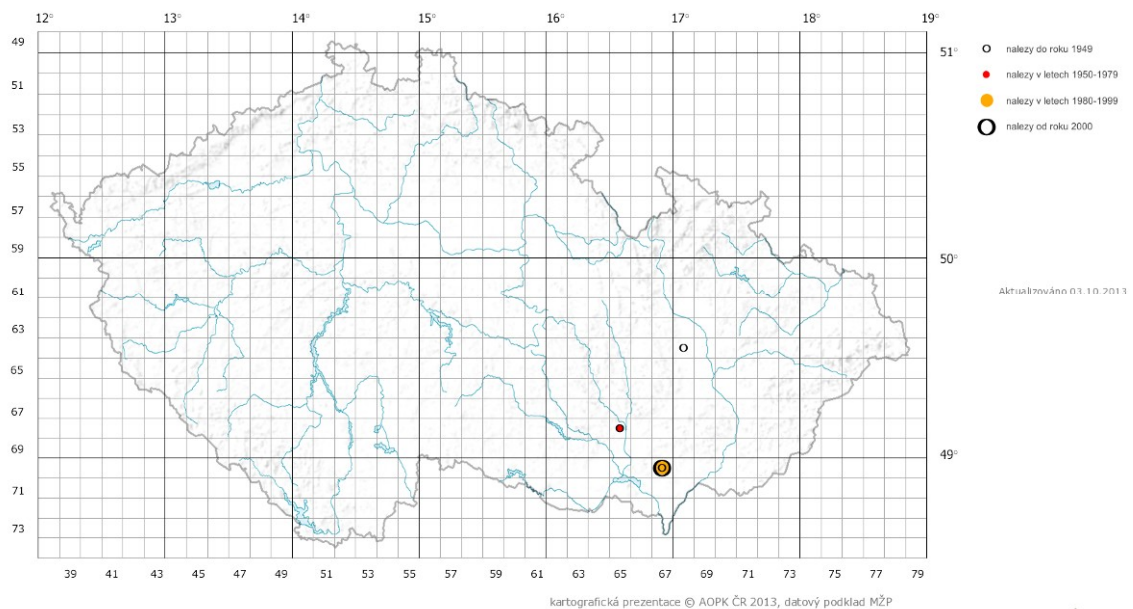 12° 13° 14° 15° 16° 17° 18° 19°
49
51°
nalezy do roku 1949
51
nalezy v letech 1950-1979
nalezy v letech 1980-1999
53
nalezy od roku 2000
55
57
59
50°
61
Aktualizováno 03.10.2013
63
65
67
69
49°
71
73
39 41 43 45 47 49 51 53 55 57 59 61 63 65 67 69 71 73 75 77 79
kartografická prezentace © AOPK ČR 2013, datový podklad MŽP